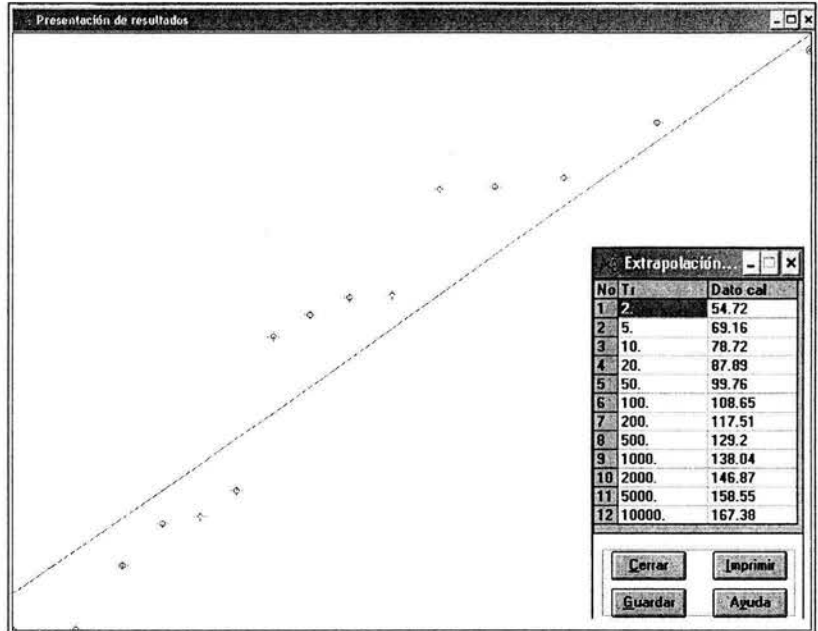 Presentación de resultados
Extrapolación...
No Tr Dato cal
1 2. 54.72
2 5. 69.16
3 10. 78.72
4 20. 87.89
5 50. 99.76
6 100. 108.65
7 200. 117.51
8 500. 129.2
9 1000. 138.04
10 2000. 146.87
11 5000. 158.55
12 10000. 167.38
Cerrar Imprimir
Guardar Ayuda